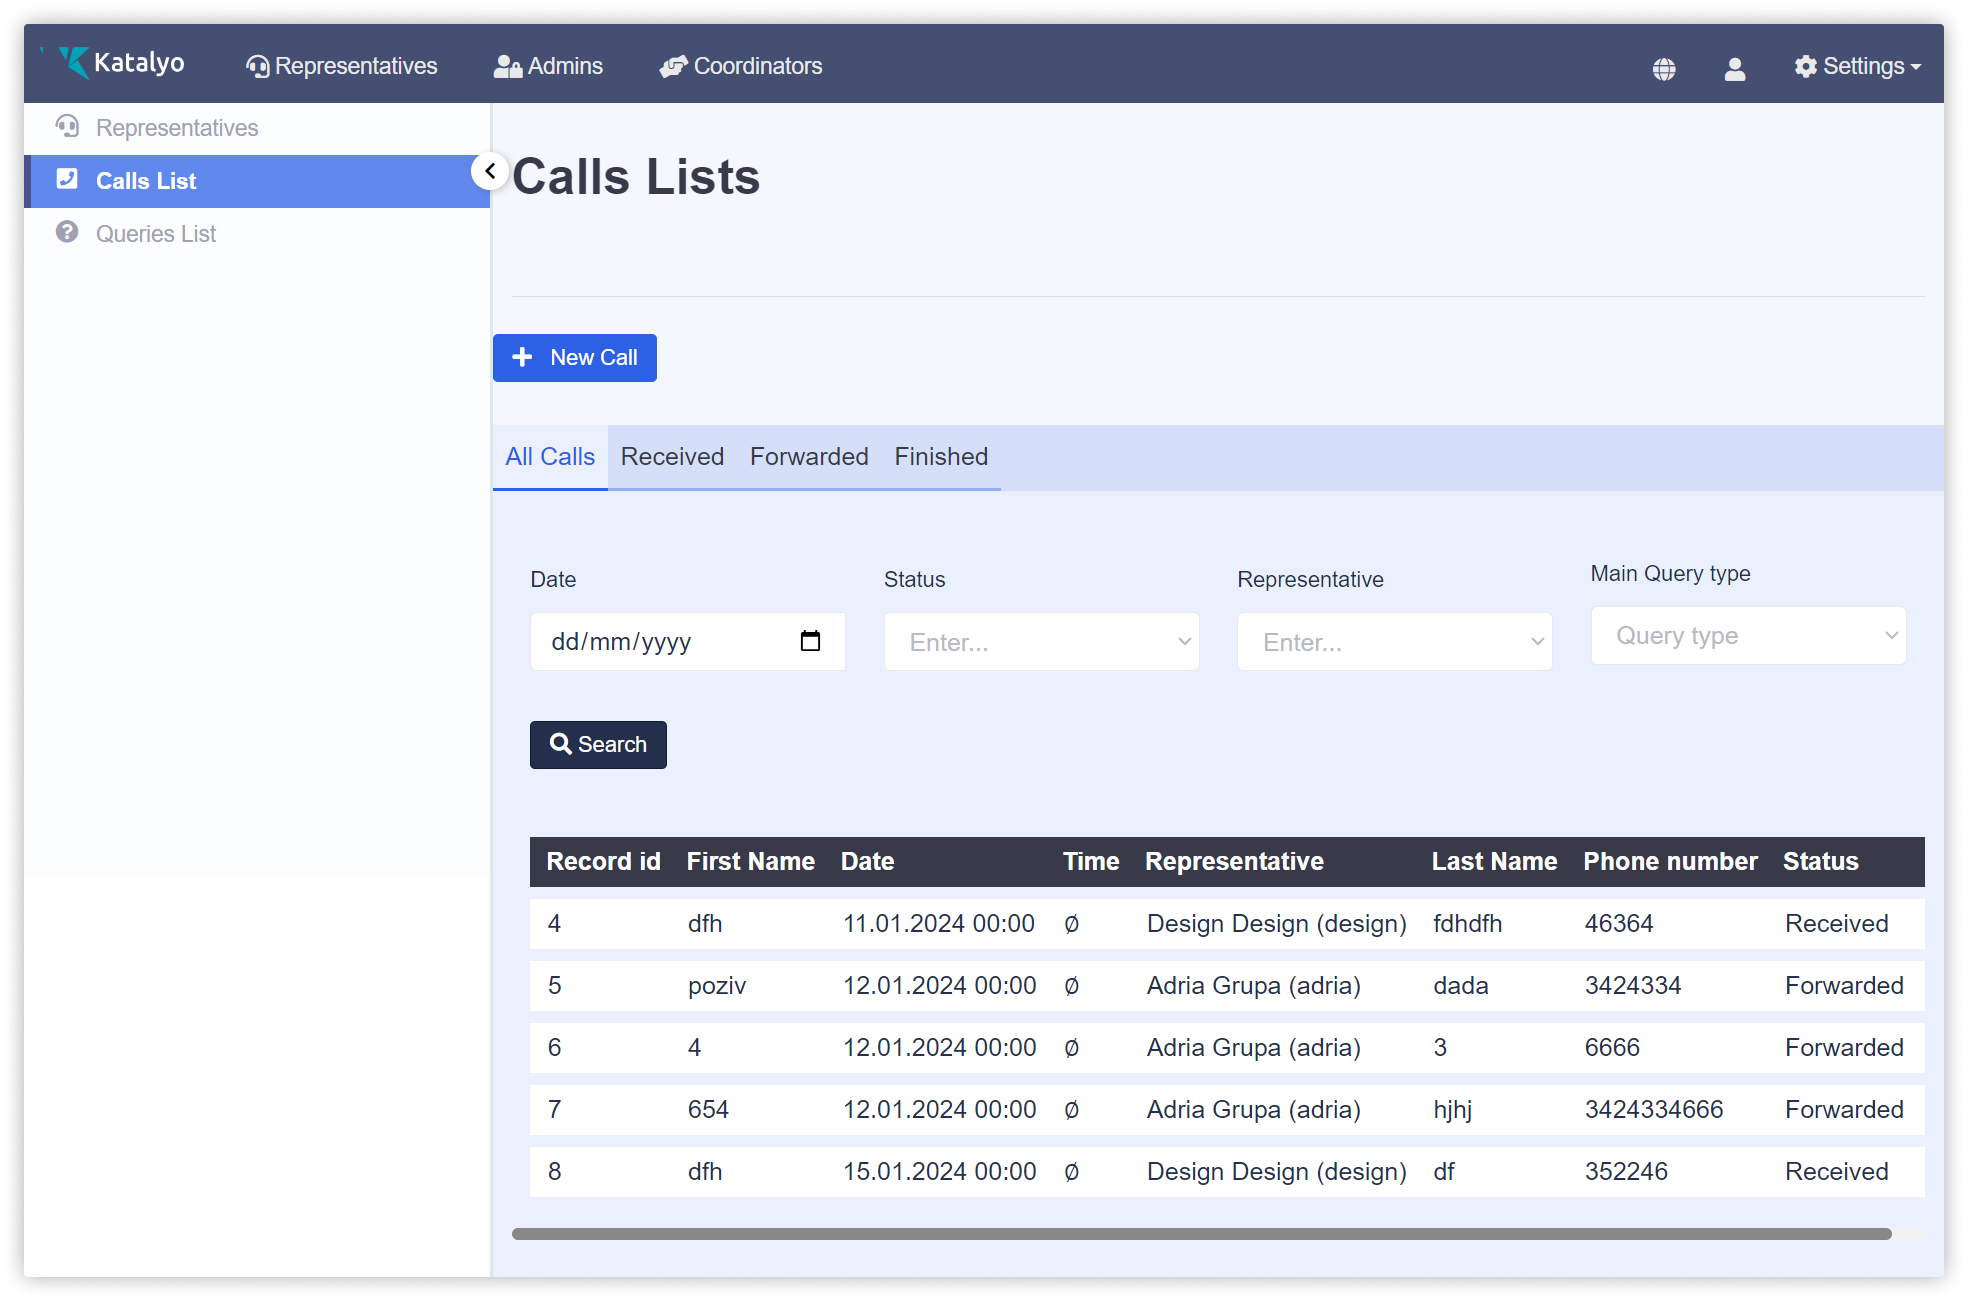 Katalyo Representatives Admins Coordinators Settings
Representatives
Calls List
Queries List
Calls Lists
New Call
All Calls Received Forwarded Finished
Date Status Representative Main Query type
dd/mm/yyyy Enter... Enter... Query type
Search
Record id First Name Date Time Representative Last Name Phone number Status
4 dfh 11.01.2024 00:00 ∅ Design Design (design) fdhdfh 46364 Received
5 poziv 12.01.2024 00:00 ∅ Adria Grupa (adria) dada 3424334 Forwarded
6 4 12.01.2024 00:00 ∅ Adria Grupa (adria) 3 6666 Forwarded
7 654 12.01.2024 00:00 ∅ Adria Grupa (adria) hjhj 3424334666 Forwarded
8 dfh 15.01.2024 00:00 ∅ Design Design (design) df 352246 Received